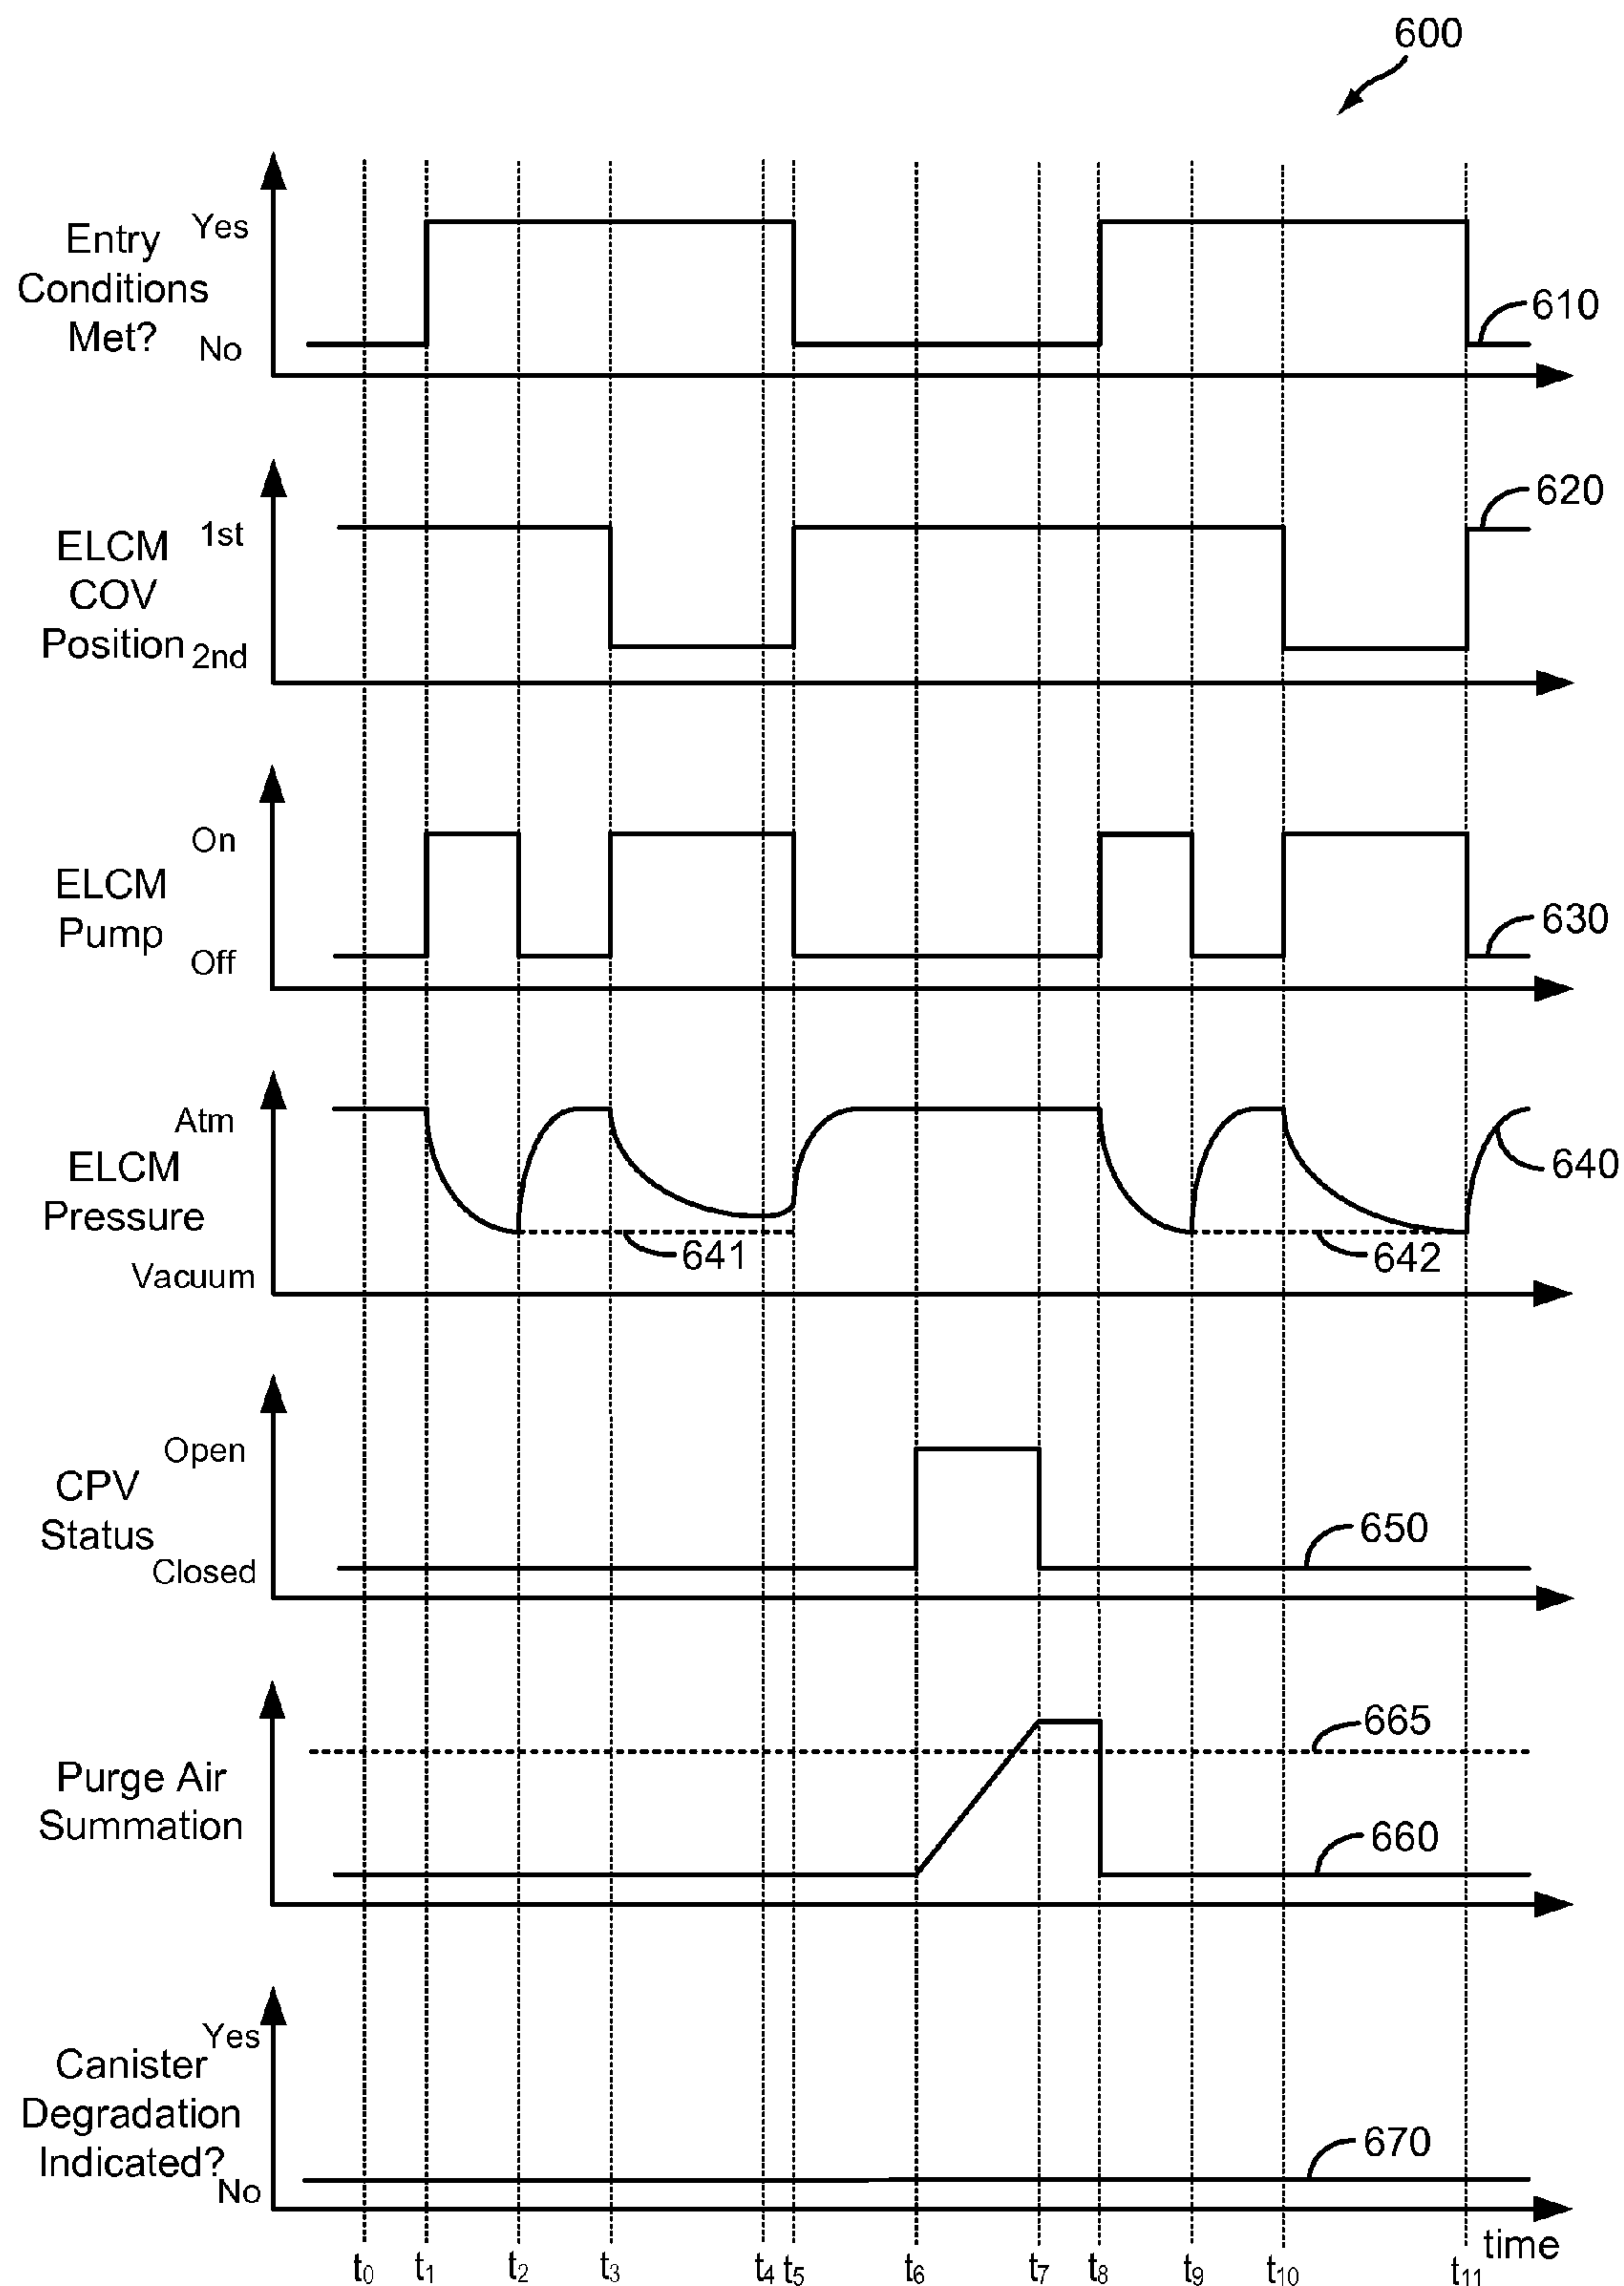 600
Entry
Conditions
Met?
Yes
No
610
ELCM
COV
Position
1st
2nd
620
ELCM
Pump
On
Off
630
ELCM
Pressure
Atm
Vacuum
640
641
642
CPV
Status
Open
Closed
650
Purge Air
Summation
665
660
Canister
Degradation
Indicated?
Yes
No
670
time
t0 t1 t2 t3 t4 t5 t6 t7 t8 t9 t10 t11